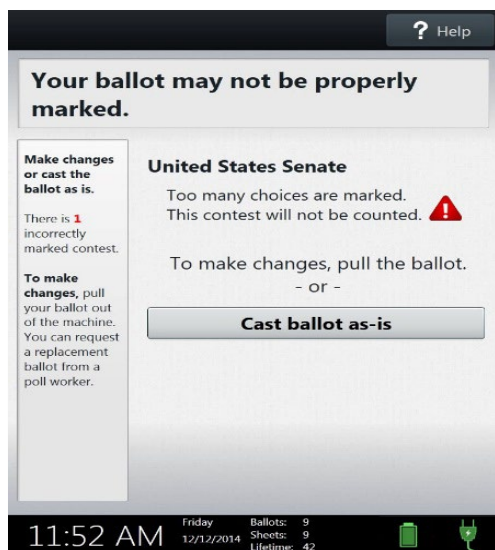 ? Help
Your ballot may not be properly
marked.
Make changes
or cast the
ballot as is.
There is 1
incorrectly
marked contest.
To make
changes, pull
your ballot out
of the machine.
You can request
a replacement
ballot from a
poll worker.
United States Senate
Too many choices are marked.
This contest will not be counted.
To make changes, pull the ballot.
- or -
Cast ballot as-is
11:52 AM
Friday
12/12/2014
Ballots: 9
Sheets: 9
Lifetime: 42